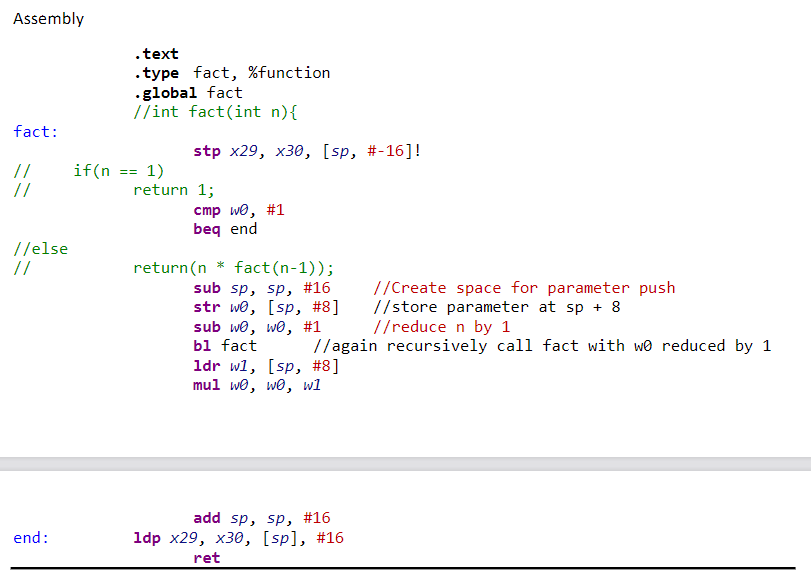 Assembly
.text
.type fact, %function
.global fact
//int fact(int n){
fact:
stp x29, x30, [sp, #-16]!
// if(n == 1)
// return 1;
cmp w0, #1
beq end
//else
// return(n * fact(n-1));
sub sp, sp, #16 //Create space for parameter push
str w0, [sp, #8] //store parameter at sp + 8
sub w0, w0, #1 //reduce n by 1
bl fact //again recursively call fact with w0 reduced by 1
ldr w1, [sp, #8]
mul w0, w0, w1
add sp, sp, #16
end: ldp x29, x30, [sp], #16
ret